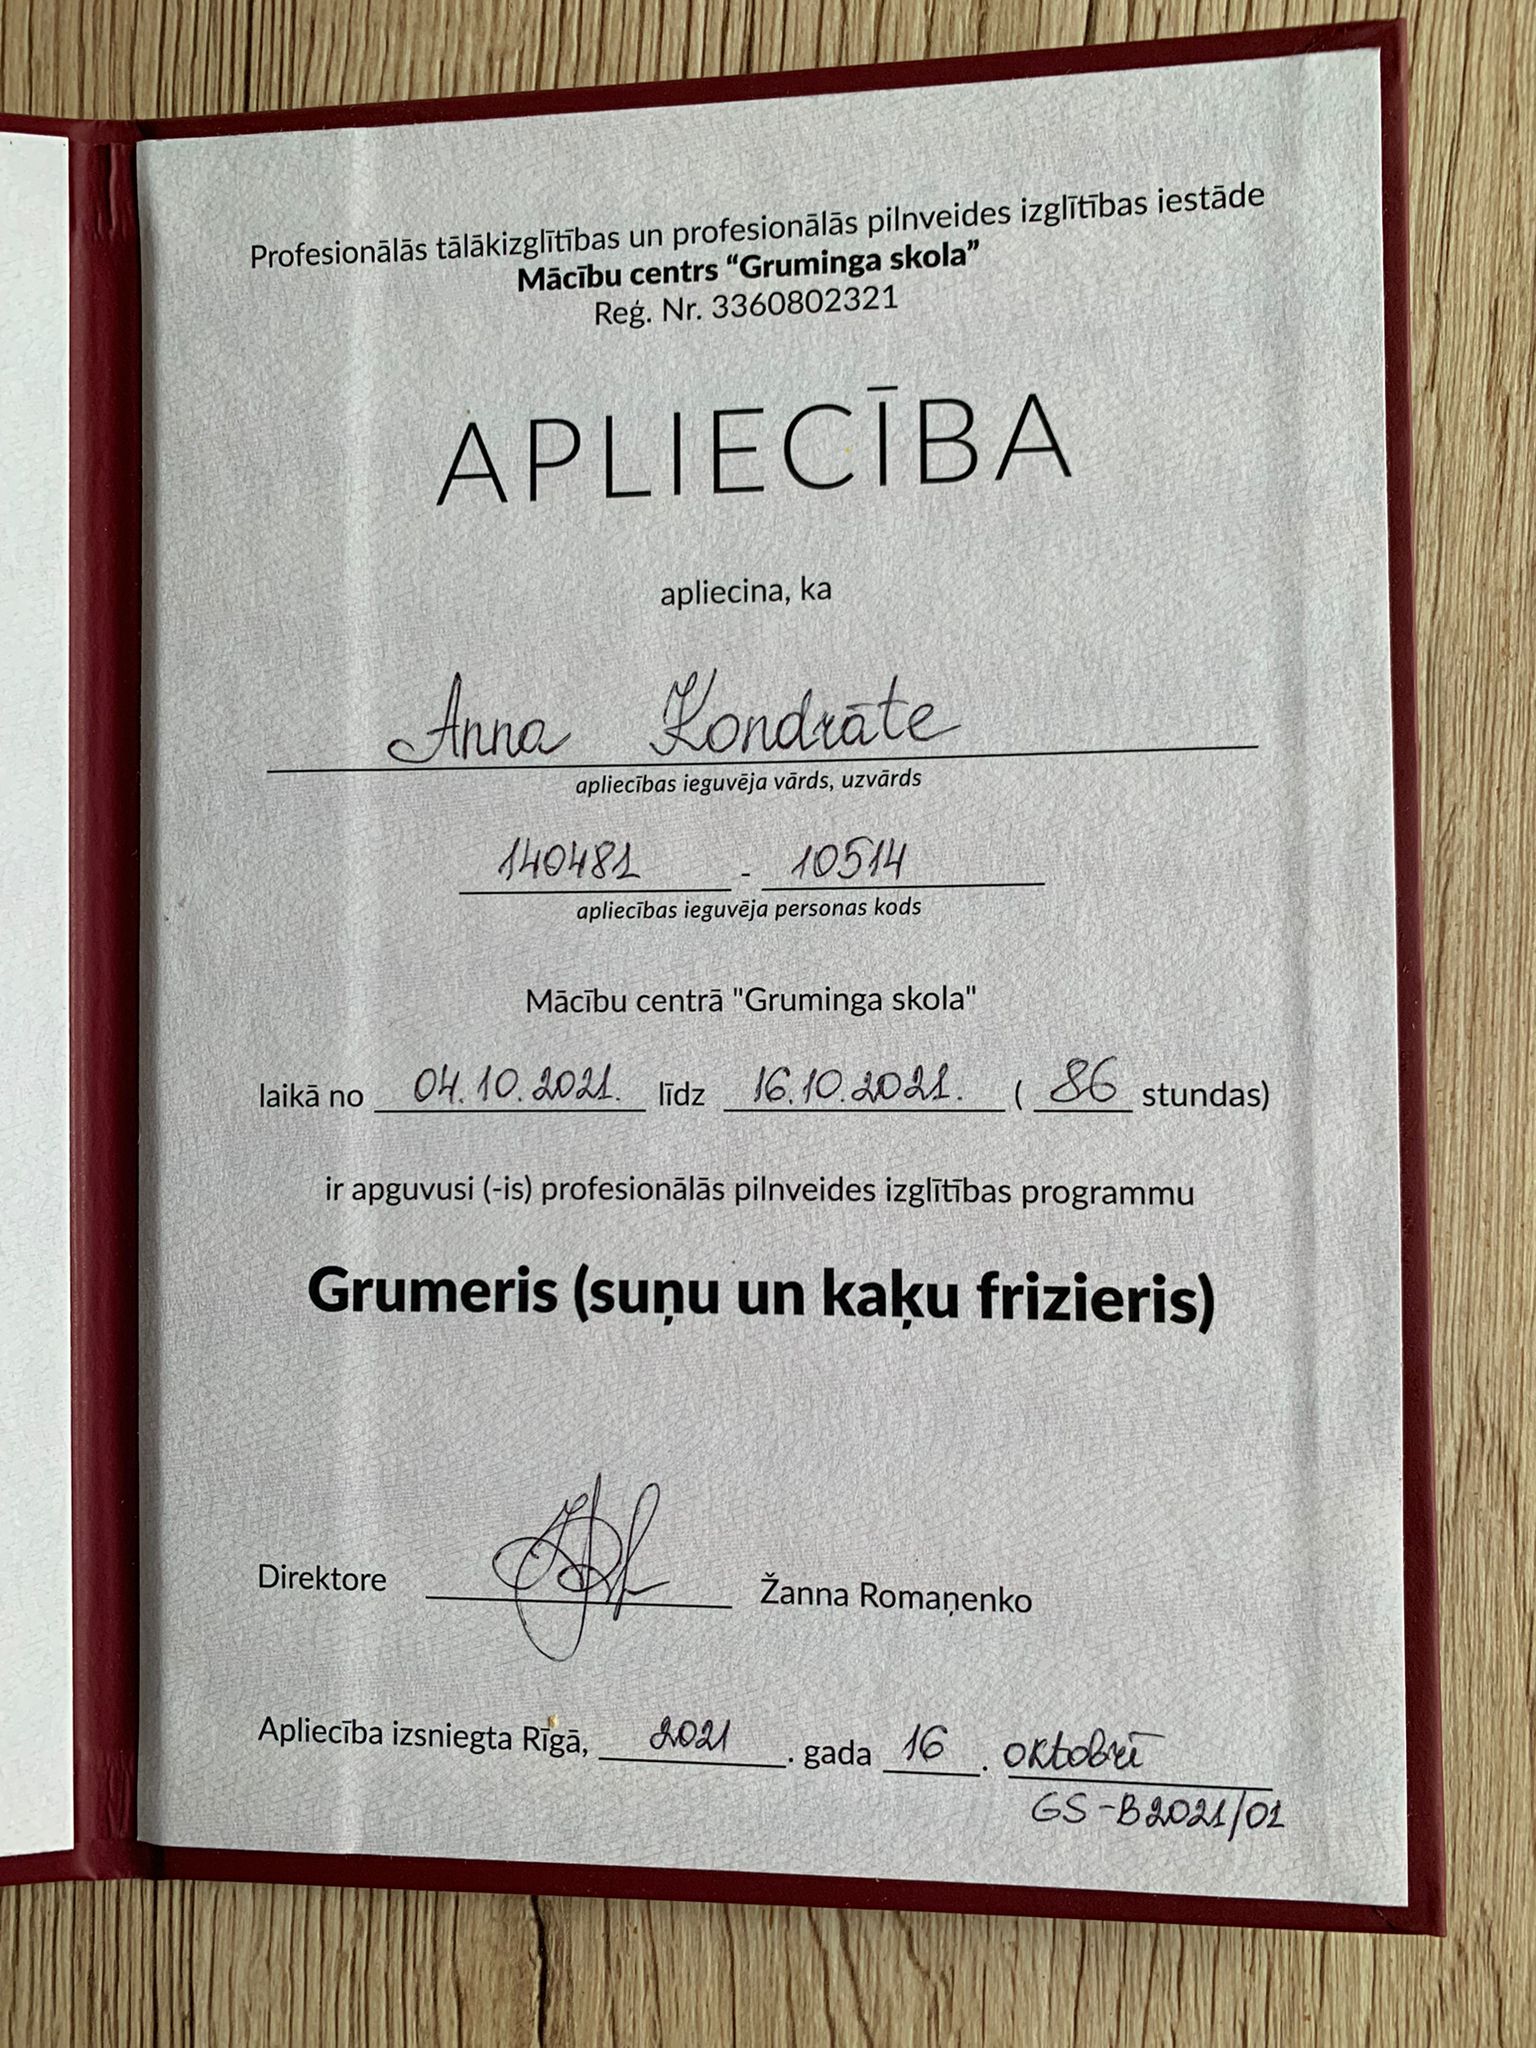 Profesionālās tālākizglītības un profesionālās pilnveides izglītības iestāde
Mācību centrs “Gruminga skola”
Reģ. Nr. 3360802321
APLIECĪBA
apliecina, ka
Anna Kondrāte
apliecības ieguvēja vārds, uzvārds
140481 - 10514
apliecības ieguvēja personas kods
Mācību centrā "Gruminga skola"
laikā no 04.10.2021. līdz 16.10.2021. ( 86 stundas)
ir apguvusi (-is) profesionālās pilnveides izglītības programmu
Grumeris (suņu un kaķu frizieris)
Direktore Žanna Romaņenko
Apliecība izsniegta Rīgā, 2021. gada 16. oktobrī
GS-B2021/01